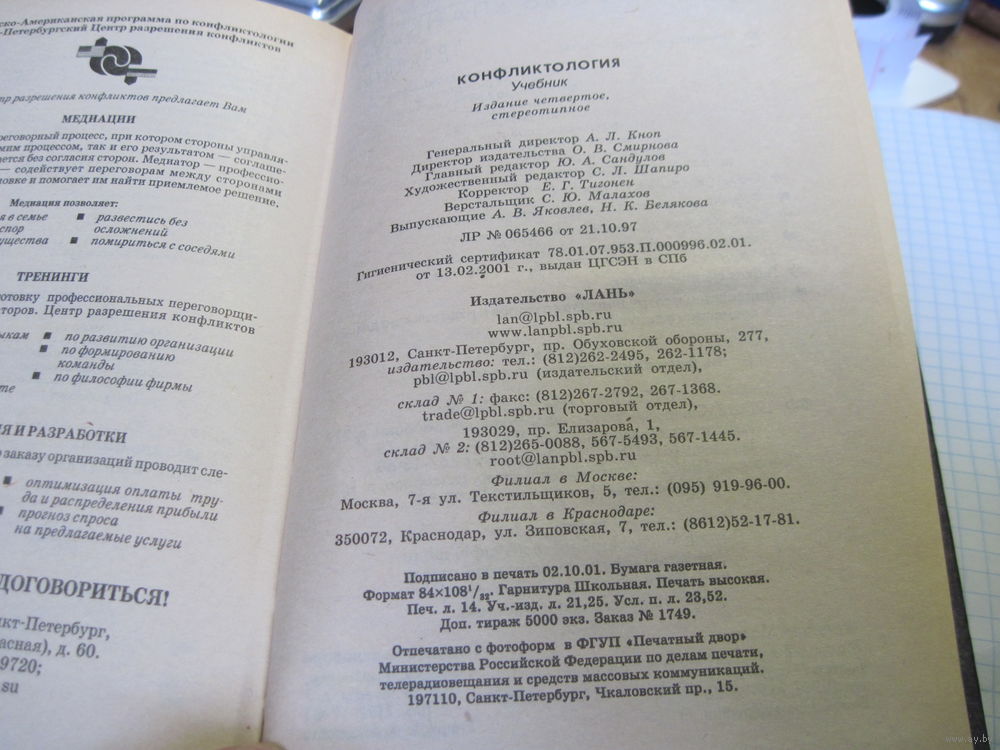 ско-Американская программа по конфликтологии
-Петербургский Центр разрешения конфликтов
тр разрешения конфликтов предлагает Вам
МЕДИАЦИИ
реговорный процесс, при котором стороны управля-
мим процессом, так и его результатом — соглаше-
ается без согласия сторон. Медиатор — профессио-
— содействует переговорам между сторонами
овке и помогает им найти приемлемое решение.
Медиация позволяет:
я в семье ■ развестись без
спор осложнений
ущества ■ помириться с соседями
ТРЕНИНГИ
отовку профессиональных переговорщи-
аторов. Центр разрешения конфликтов
ыкам ■ по развитию организации
■ по формированию
команды
■ по философии фирмы
те
ИЯ И РАЗРАБОТКИ
о заказу организаций проводит сле-
■ оптимизация оплаты тру-
да и распределения прибыли
■ прогноз спроса
на предлагаемые услуги
ДОГОВОРИТЬСЯ!
нкт-Петербург,
расная), д. 60.
9720;
.su
КОНФЛИКТОЛОГИЯ
Учебник
Издание четвертое,
стереотипное
Генеральный директор А. Л. Кноп
Директор издательства О. В. Смирнова
Главный редактор Ю. А. Сандулов
Художественный редактор С. Л. Шапиро
Корректор Е. Г. Тигонен
Верстальщик С. Ю. Малахов
Выпускающие А. В. Яковлев, Н. К. Белякова
ЛР № 065466 от 21.10.97
Гигиенический сертификат 78.01.07.953.П.000996.02.01.
от 13.02.2001 г., выдан ЦГСЭН в СПб
Издательство «ЛАНЬ»
lan@lpbl.spb.ru
www.lanpbl.spb.ru
193012, Санкт-Петербург, пр. Обуховской обороны, 277,
издательство: тел.: (812)262-2495, 262-1178;
pbl@lpbl.spb.ru (издательский отдел),
склад № 1: факс: (812)267-2792, 267-1368.
trade@lpbl.spb.ru (торговый отдел),
193029, пр. Елизарова, 1,
склад № 2: (812)265-0088, 567-5493, 567-1445.
root@lanpbl.spb.ru
Филиал в Москве:
Москва, 7-я ул. Текстильщиков, 5, тел.: (095) 919-96-00.
Филиал в Краснодаре:
350072, Краснодар, ул. Зиповская, 7, тел.: (8612)52-17-81.
Подписано в печать 02.10.01. Бумага газетная.
Формат 84×108¹/₃₂. Гарнитура Школьная. Печать высокая.
Печ. л. 14. Уч.-изд. л. 21,25. Усл. п. л. 23,52.
Доп. тираж 5000 экз. Заказ № 1749.
Отпечатано с фотоформ в ФГУП «Печатный двор»
Министерства Российской Федерации по делам печати,
телерадиовещания и средств массовых коммуникаций.
197110, Санкт-Петербург, Чкаловский пр., 15.
www.ay.by